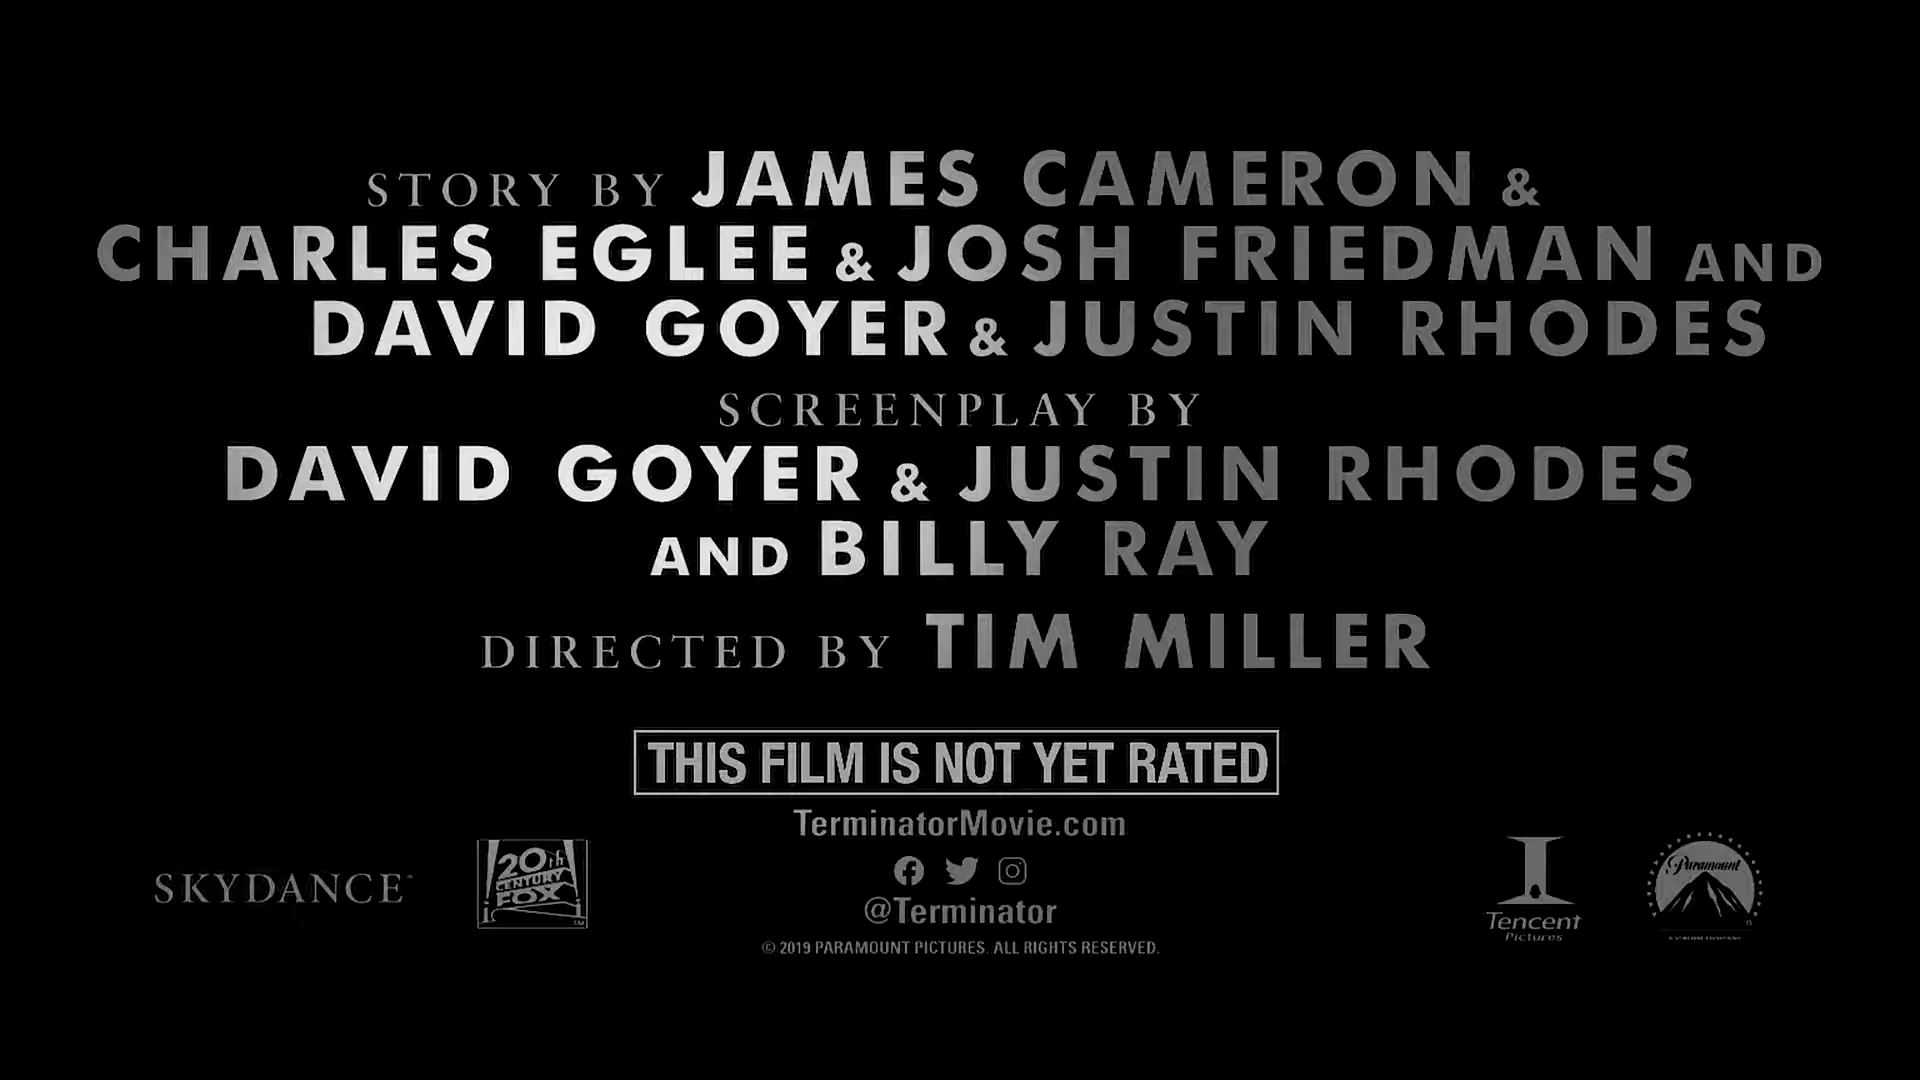 STORY BY JAMES CAMERON &
CHARLES EGLEE & JOSH FRIEDMAN AND
DAVID GOYER & JUSTIN RHODES
SCREENPLAY BY
DAVID GOYER & JUSTIN RHODES
AND BILLY RAY
DIRECTED BY TIM MILLER
THIS FILM IS NOT YET RATED
TerminatorMovie.com
@Terminator
© 2019 PARAMOUNT PICTURES. ALL RIGHTS RESERVED.
SKYDANCE
20th
CENTURY
FOX
TM
Tencent
Pictures
Paramount